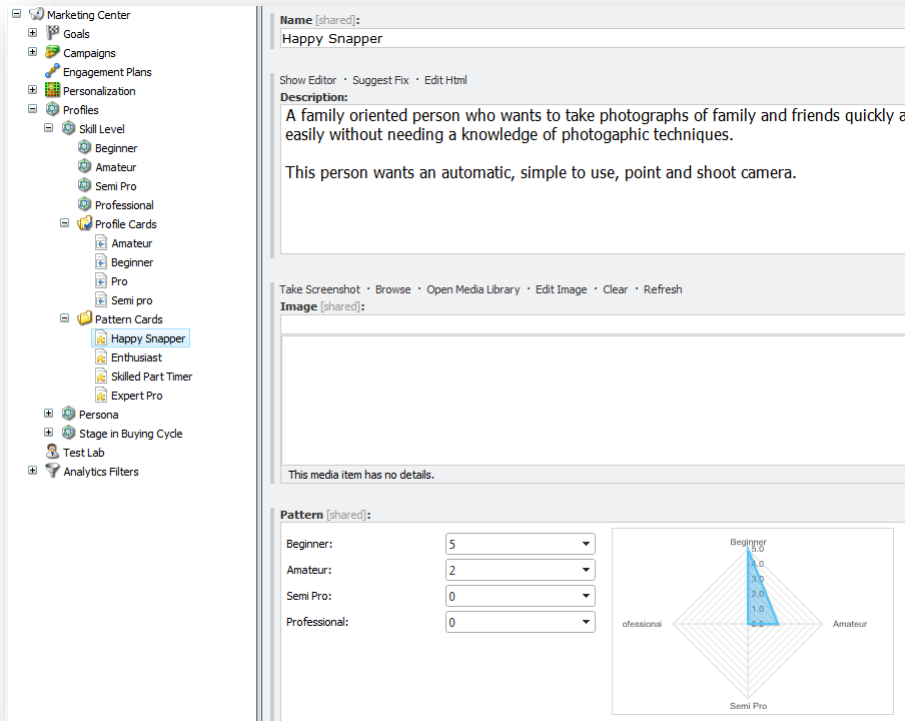 Marketing Center
Goals
Campaigns
Engagement Plans
Personalization
Profiles
Skill Level
Beginner
Amateur
Semi Pro
Professional
Profile Cards
Amateur
Beginner
Pro
Semi pro
Pattern Cards
Happy Snapper
Enthusiast
Skilled Part Timer
Expert Pro
Persona
Stage in Buying Cycle
Test Lab
Analytics Filters
Name [shared]:
Happy Snapper
Show Editor · Suggest Fix · Edit Html
Description:
A family oriented person who wants to take photographs of family and friends quickly a
easily without needing a knowledge of photogaphic techniques.
This person wants an automatic, simple to use, point and shoot camera.
Take Screenshot · Browse · Open Media Library · Edit Image · Clear · Refresh
Image [shared]:
This media item has no details.
Pattern [shared]:
Beginner: 5
Amateur: 2
Semi Pro: 0
Professional: 0
Beginner
5.0
4.0
3.0
2.0
1.0
0.0
ofessional
Amateur
Semi Pro